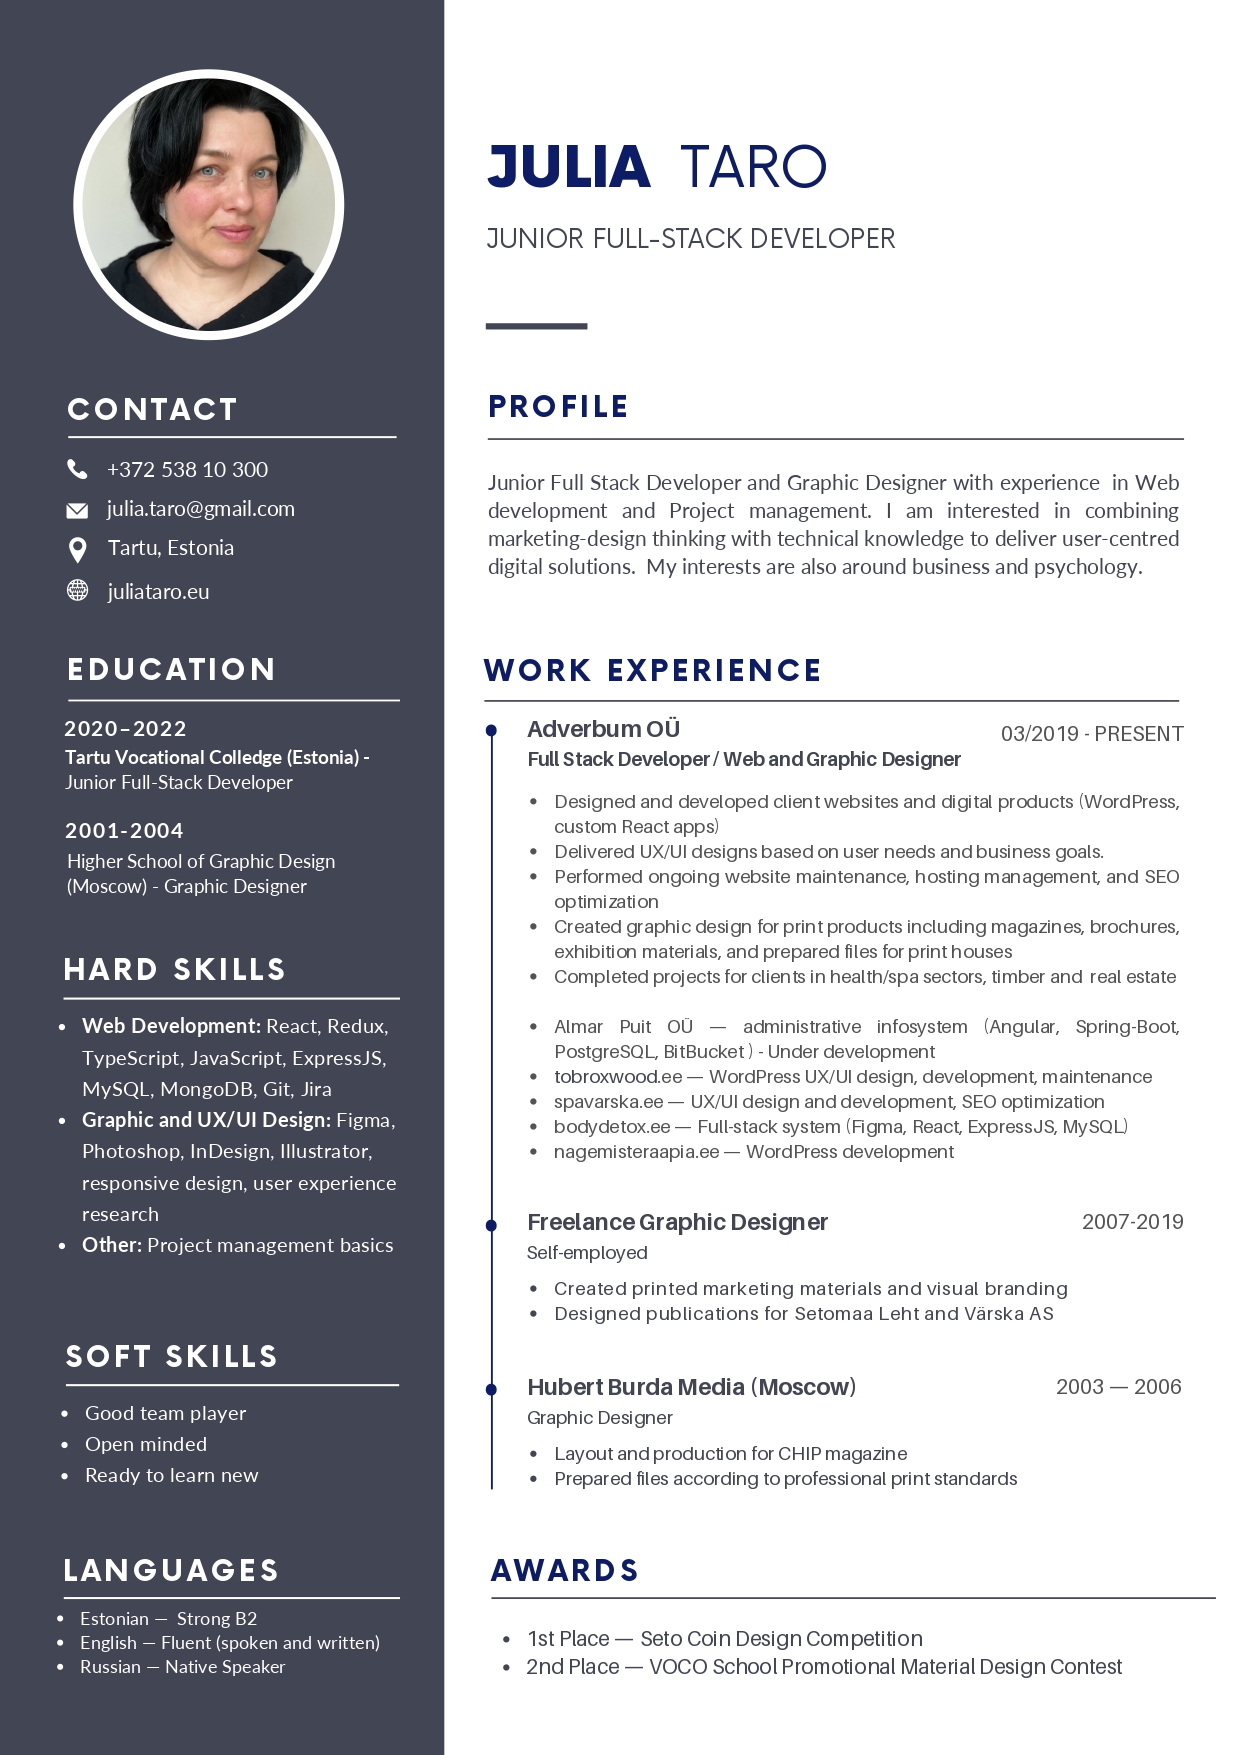 CONTACT
+372 538 10 300
julia.taro@gmail.com
Tartu, Estonia
juliataro.eu
EDUCATION
2020–2022
Tartu Vocational Colledge (Estonia) -
Junior Full-Stack Developer
2001-2004
Higher School of Graphic Design
(Moscow) - Graphic Designer
HARD SKILLS
• Web Development: React, Redux,
TypeScript, JavaScript, ExpressJS,
MySQL, MongoDB, Git, Jira
• Graphic and UX/UI Design: Figma,
Photoshop, InDesign, Illustrator,
responsive design, user experience
research
• Other: Project management basics
SOFT SKILLS
• Good team player
• Open minded
• Ready to learn new
LANGUAGES
• Estonian — Strong B2
• English — Fluent (spoken and written)
• Russian — Native Speaker
JULIA TARO
JUNIOR FULL-STACK DEVELOPER
PROFILE
Junior Full Stack Developer and Graphic Designer with experience in Web
development and Project management. I am interested in combining
marketing-design thinking with technical knowledge to deliver user-centred
digital solutions. My interests are also around business and psychology.
WORK EXPERIENCE
Adverbum OÜ 03/2019 - PRESENT
Full Stack Developer / Web and Graphic Designer
• Designed and developed client websites and digital products (WordPress,
custom React apps)
• Delivered UX/UI designs based on user needs and business goals.
• Performed ongoing website maintenance, hosting management, and SEO
optimization
• Created graphic design for print products including magazines, brochures,
exhibition materials, and prepared files for print houses
• Completed projects for clients in health/spa sectors, timber and real estate
• Almar Puit OÜ — administrative infosystem (Angular, Spring-Boot,
PostgreSQL, BitBucket ) - Under development
• tobroxwood.ee — WordPress UX/UI design, development, maintenance
• spavarska.ee — UX/UI design and development, SEO optimization
• bodydetox.ee — Full-stack system (Figma, React, ExpressJS, MySQL)
• nagemisteraapia.ee — WordPress development
Freelance Graphic Designer 2007-2019
Self-employed
• Created printed marketing materials and visual branding
• Designed publications for Setomaa Leht and Värska AS
Hubert Burda Media (Moscow) 2003 — 2006
Graphic Designer
• Layout and production for CHIP magazine
• Prepared files according to professional print standards
AWARDS
• 1st Place — Seto Coin Design Competition
• 2nd Place — VOCO School Promotional Material Design Contest